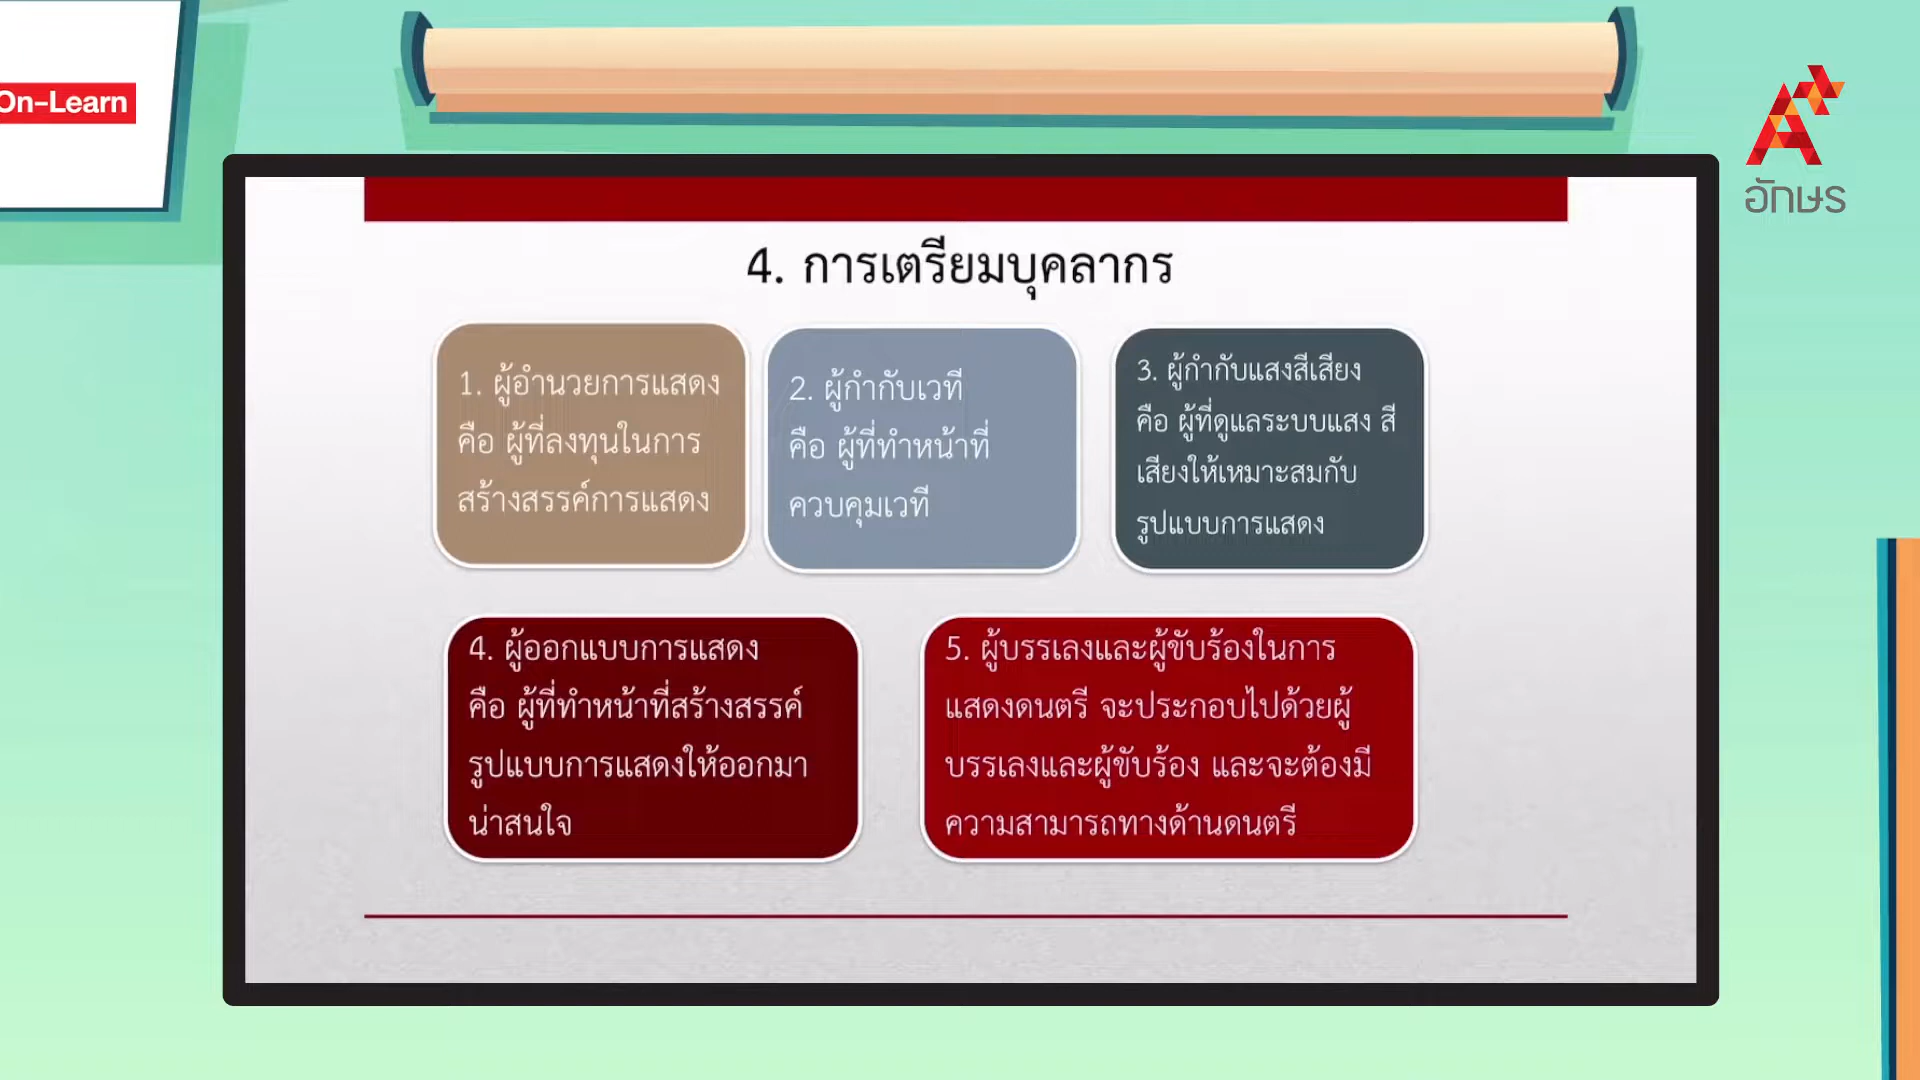 On-Learn
อักษร
4. การเตรียมบุคลากร
1. ผู้อำนวยการแสดง
คือ ผู้ที่ลงทุนในการ
สร้างสรรค์การแสดง
2. ผู้กำกับเวที
คือ ผู้ที่ทำหน้าที่
ควบคุมเวที
3. ผู้กำกับแสงสีเสียง
คือ ผู้ที่ดูแลระบบแสง สี
เสียงให้เหมาะสมกับ
รูปแบบการแสดง
4. ผู้ออกแบบการแสดง
คือ ผู้ที่ทำหน้าที่สร้างสรรค์
รูปแบบการแสดงให้ออกมา
น่าสนใจ
5. ผู้บรรเลงและผู้ขับร้องในการ
แสดงดนตรี จะประกอบไปด้วยผู้
บรรเลงและผู้ขับร้อง และจะต้องมี
ความสามารถทางด้านดนตรี